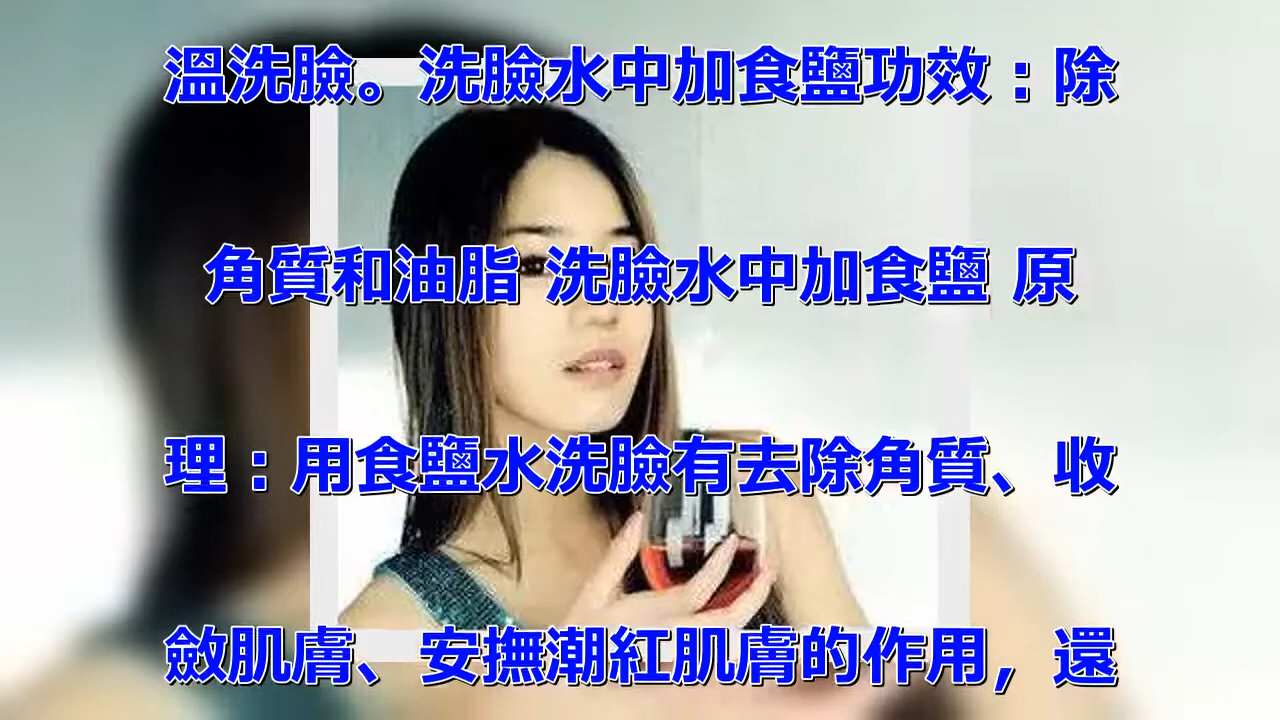 溫洗臉。洗臉水中加食鹽功效：除
角質和油脂 洗臉水中加食鹽 原
理：用食鹽水洗臉有去除角質、收
斂肌膚、安撫潮紅肌膚的作用，還